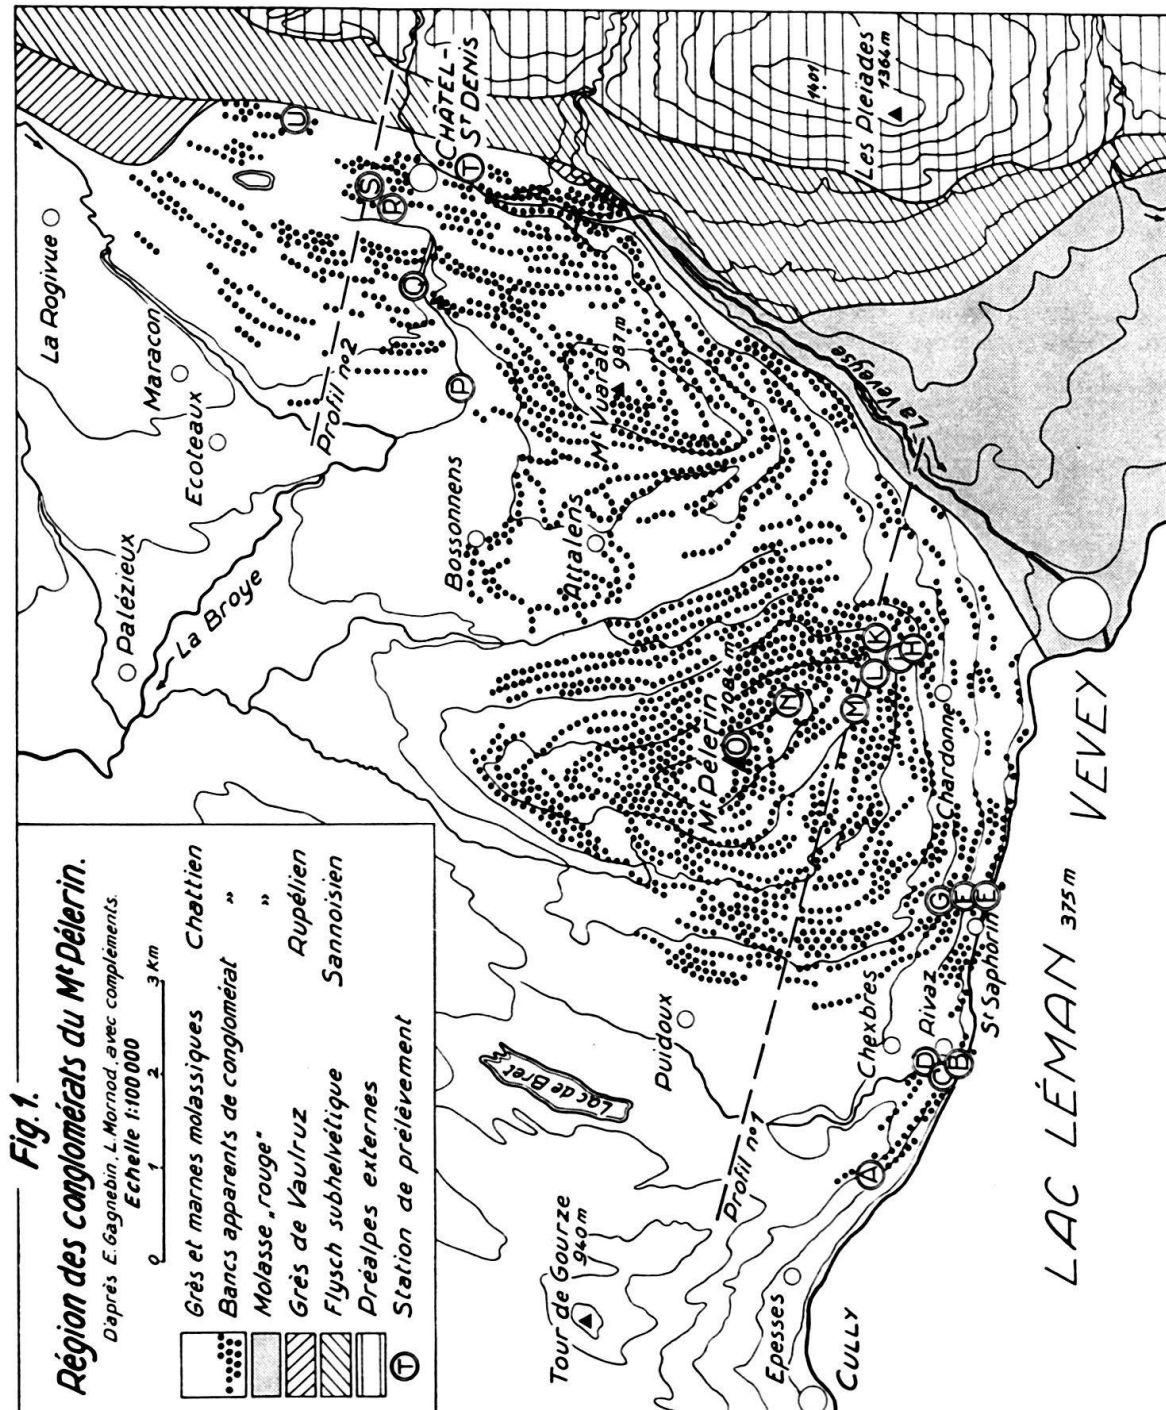 Fig. 1.
Région des conglomérats du Mt Pélerin.
D'après E. Gagnebin, L. Mornod, avec compléments.
Echelle 1:100 000
0 1 2 3 Km
Grès et marnes molassiques Chattien
Bancs apparents de conglomérat "
Molasse „rouge" "
Grès de Vaulruz Rupélien
Flysch subhelvétique Sannoisien
Préalpes externes
T Station de prélèvement
La Rogivue
Maracon
Ecoteaux
Palézieux
La Broye
Profil no 2
U
S
R
CHÂTEL-
ST DENIS
T
Q
P
Les Pleïades
1364 m
1401
Bossonnens
Attalens
Mt Vuarat
987 m
La Veveyse
Mt Pélerin
1084 m
O
N
M
L
K
I
H
Chardonne
VEVEY
G
F
E
St Saphorin
Rivaz
D
C
B
Chexbres
Puidoux
Lac de Bret
Profil no 1
A
Tour de Gourze
940 m
Epesses
CULLY
LAC LÉMAN 375 m